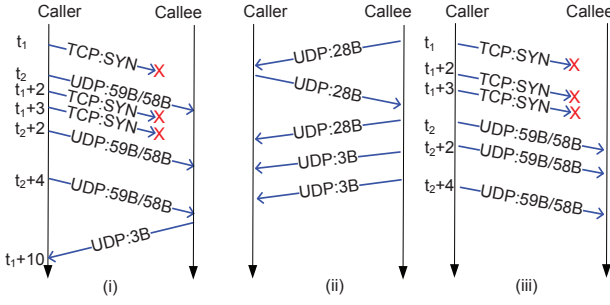 Caller
Callee
t1
TCP:SYN
X
t2
UDP:59B/58B
t1+2
TCP:SYN
X
t1+3
TCP:SYN
X
t2+2
UDP:59B/58B
t2+4
UDP:59B/58B
UDP:3B
t1+10
(i)
Caller
Callee
UDP:28B
UDP:28B
UDP:28B
UDP:3B
UDP:3B
(ii)
Caller
Callee
t1
TCP:SYN
X
t1+2
TCP:SYN
X
t1+3
TCP:SYN
X
t2
UDP:59B/58B
t2+2
UDP:59B/58B
t2+4
UDP:59B/58B
(iii)